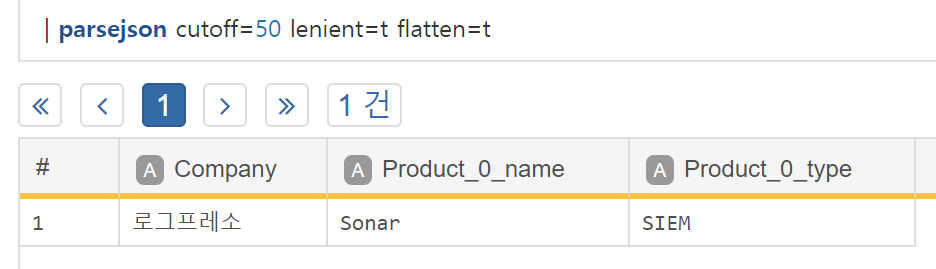 | parsejson cutoff=50 lenient=t flatten=t
« ‹ 1 › » 1 건
# A Company A Product_0_name A Product_0_type
1 로그프레소 Sonar SIEM